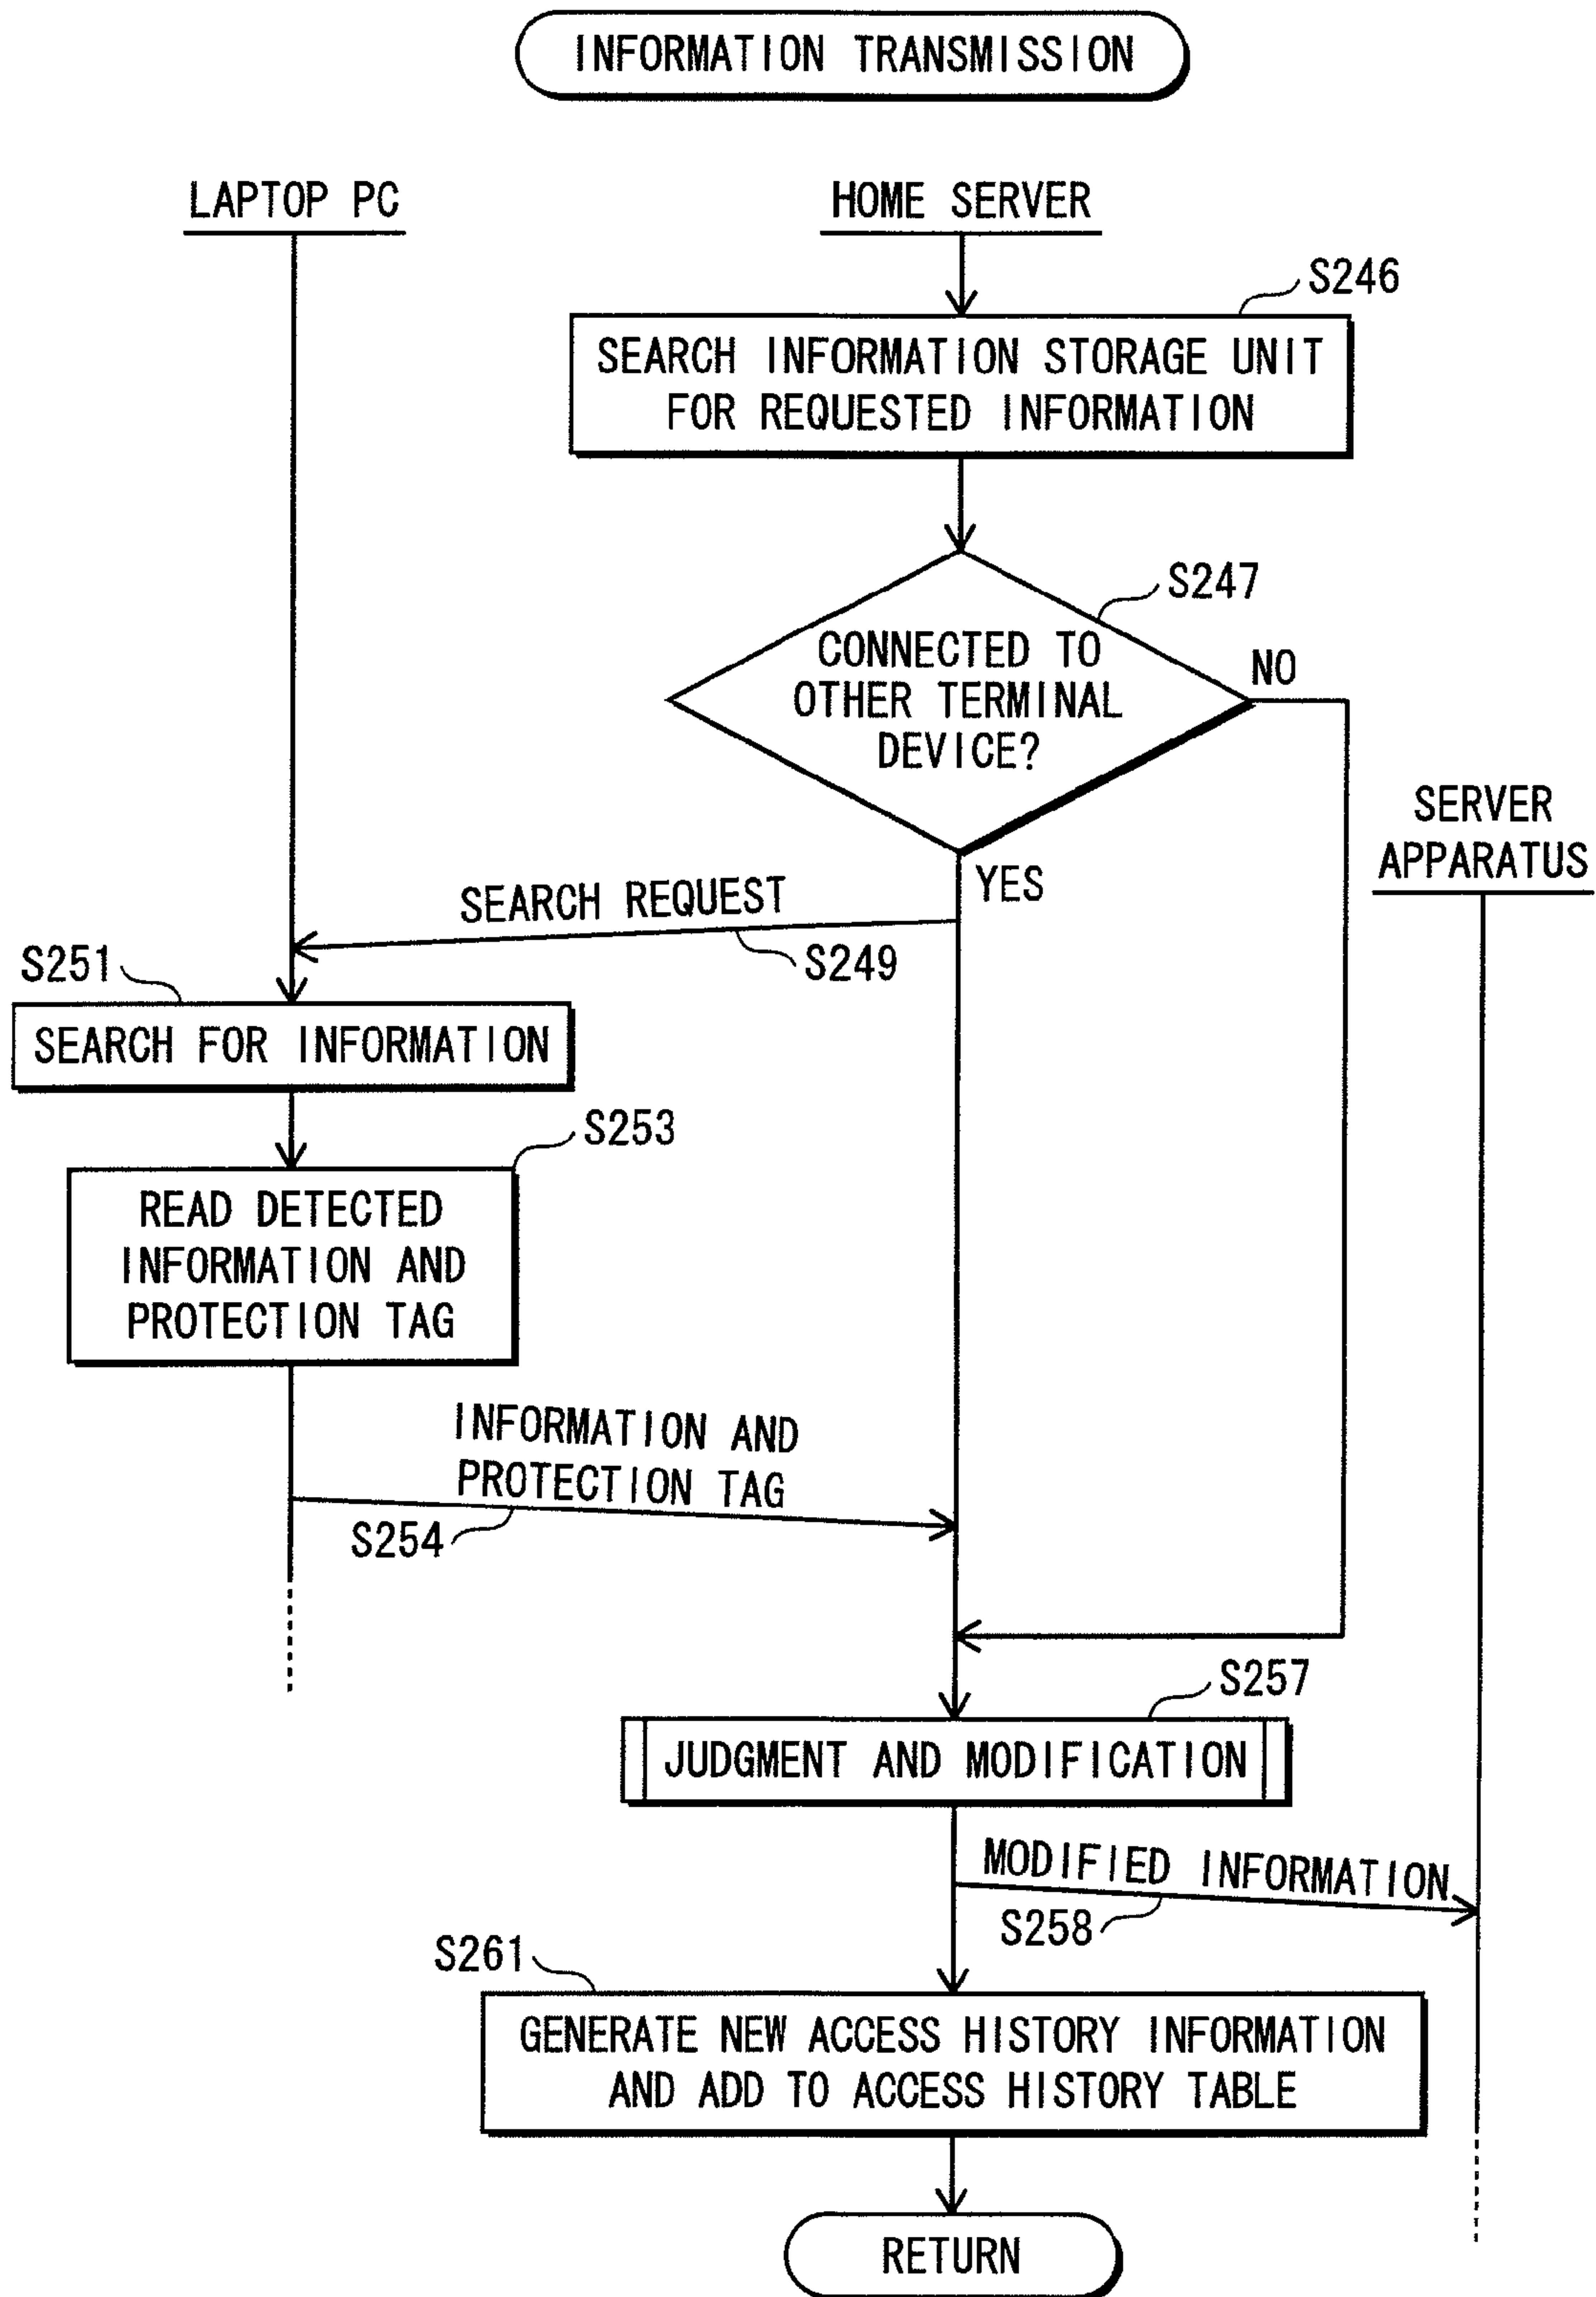 INFORMATION TRANSMISSION
LAPTOP PC
HOME SERVER
S246
SEARCH INFORMATION STORAGE UNIT
FOR REQUESTED INFORMATION
S247
CONNECTED TO
OTHER TERMINAL
DEVICE?
NO
YES
SERVER
APPARATUS
SEARCH REQUEST
S249
S251
SEARCH FOR INFORMATION
S253
READ DETECTED
INFORMATION AND
PROTECTION TAG
INFORMATION AND
PROTECTION TAG
S254
S257
JUDGMENT AND MODIFICATION
MODIFIED INFORMATION
S258
S261
GENERATE NEW ACCESS HISTORY INFORMATION
AND ADD TO ACCESS HISTORY TABLE
RETURN